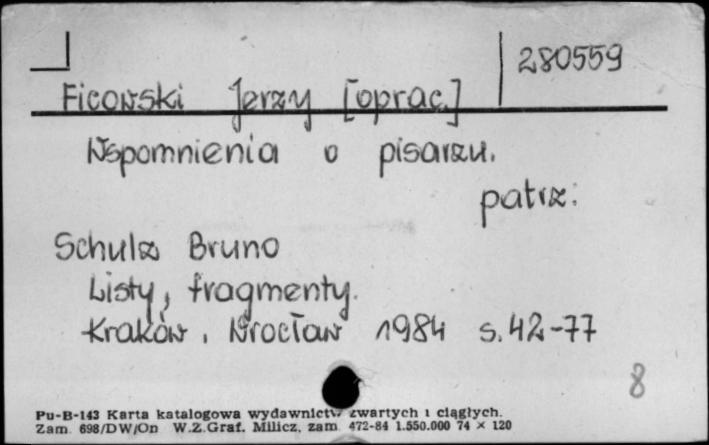 280559
Ficowski Jerzy [oprac.]
Wspomnienia o pisarzu.
patrz:
Schulz Bruno
Listy, fragmenty.
Kraków, Wrocław 1984 s. 42-77
8
Pu-B-143 Karta katalogowa wydawnictw zwartych i ciągłych.
Zam. 698/DW/Op W.Z.Graf. Milicz, zam. 472-84 1.550.000 74 × 120